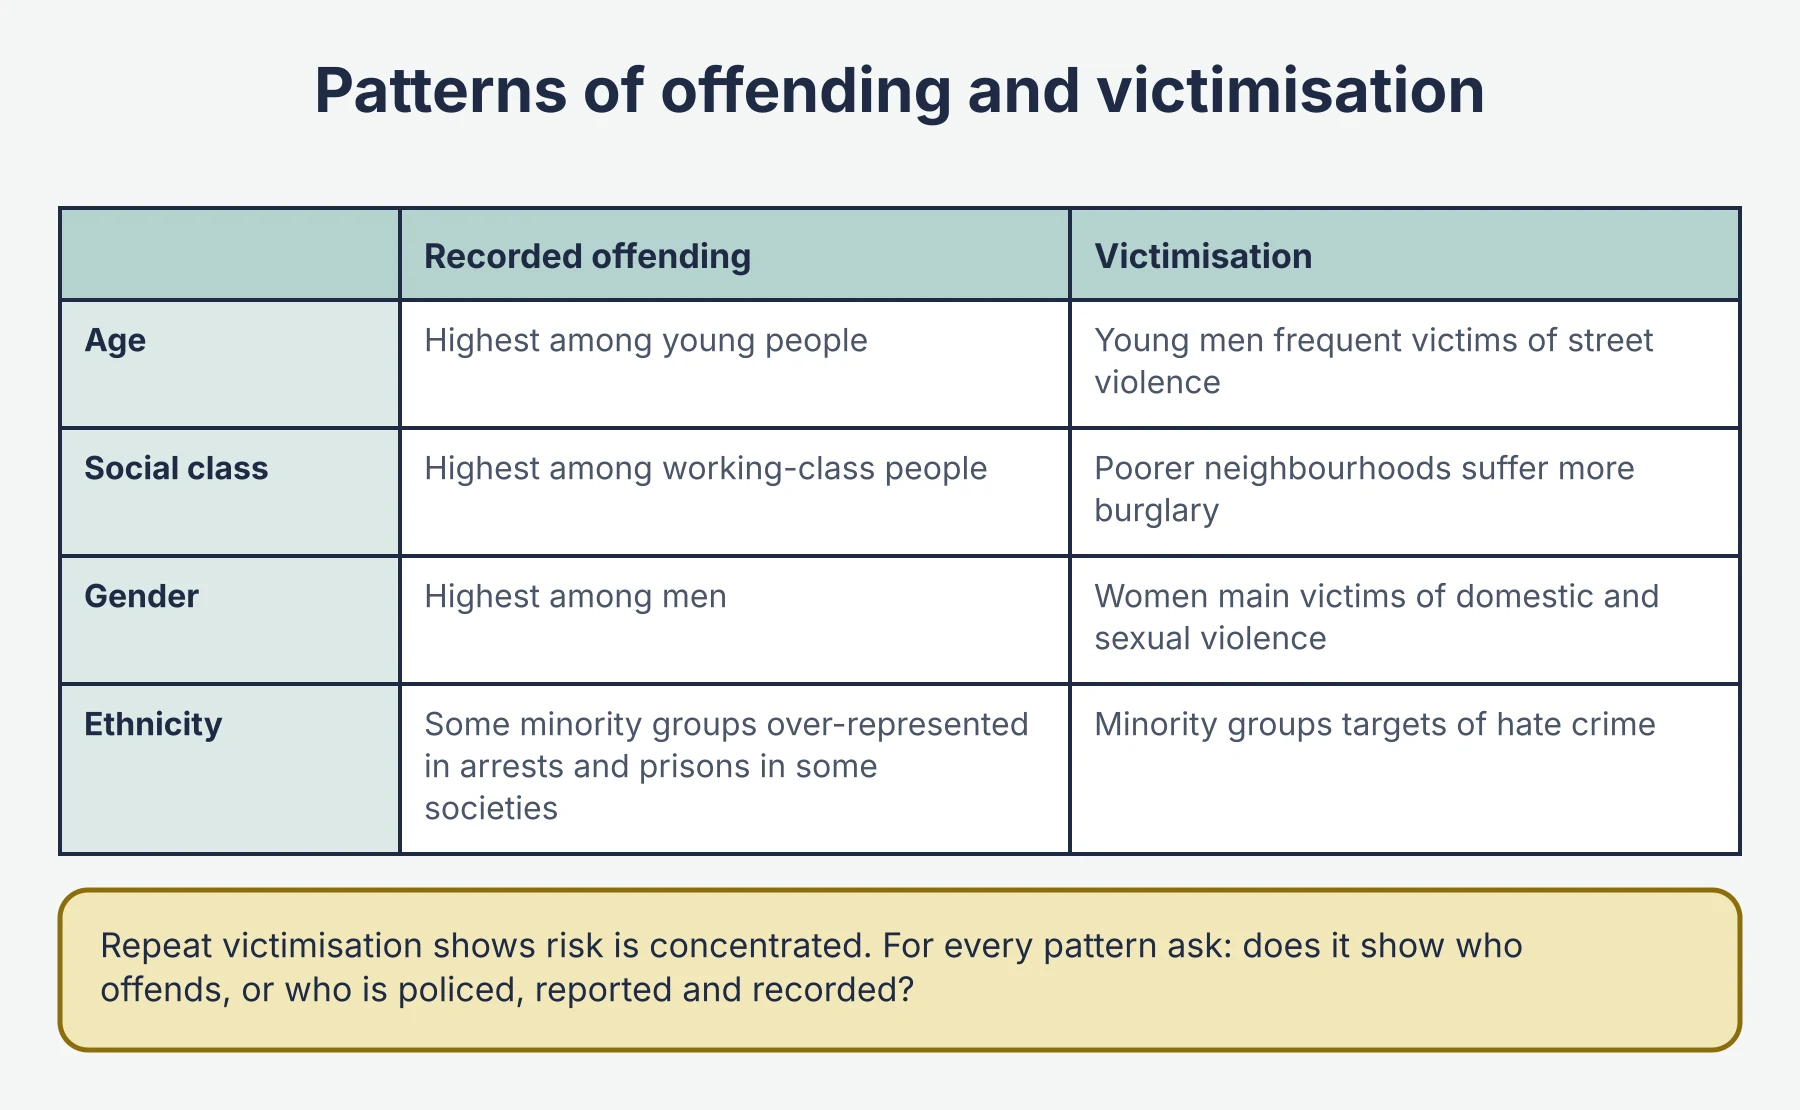 Patterns of offending and victimisation
Recorded offending
Victimisation
Age
Highest among young people
Young men frequent victims of street
violence
Social class
Highest among working-class people
Poorer neighbourhoods suffer more
burglary
Gender
Highest among men
Women main victims of domestic and
sexual violence
Ethnicity
Some minority groups over-represented
in arrests and prisons in some
societies
Minority groups targets of hate crime
Repeat victimisation shows risk is concentrated. For every pattern ask: does it show who
offends, or who is policed, reported and recorded?